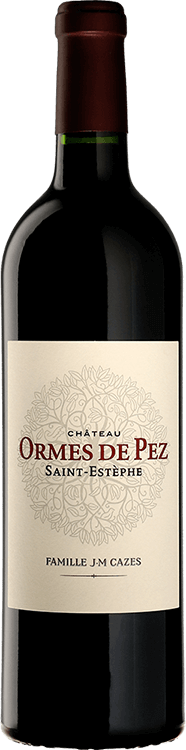 CHÂTEAU
ORMES DE PEZ
SAINT-ESTÈPHE
FAMILLE J-M CAZES